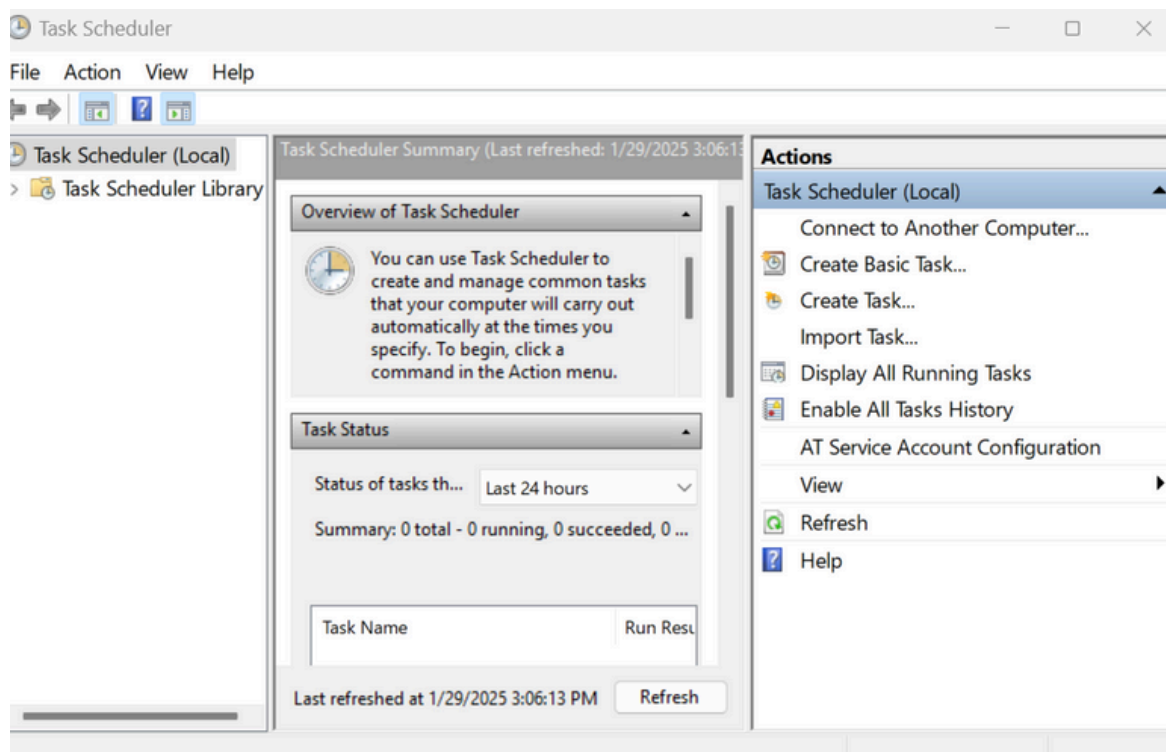 Task Scheduler
File Action View Help
Task Scheduler (Local)
Task Scheduler Library
Task Scheduler Summary (Last refreshed: 1/29/2025 3:06:13
Overview of Task Scheduler
You can use Task Scheduler to
create and manage common tasks
that your computer will carry out
automatically at the times you
specify. To begin, click a
command in the Action menu.
Task Status
Status of tasks th... Last 24 hours
Summary: 0 total - 0 running, 0 succeeded, 0 ...
Task Name Run Resu
Last refreshed at 1/29/2025 3:06:13 PM Refresh
Actions
Task Scheduler (Local)
Connect to Another Computer...
Create Basic Task...
Create Task...
Import Task...
Display All Running Tasks
Enable All Tasks History
AT Service Account Configuration
View
Refresh
Help